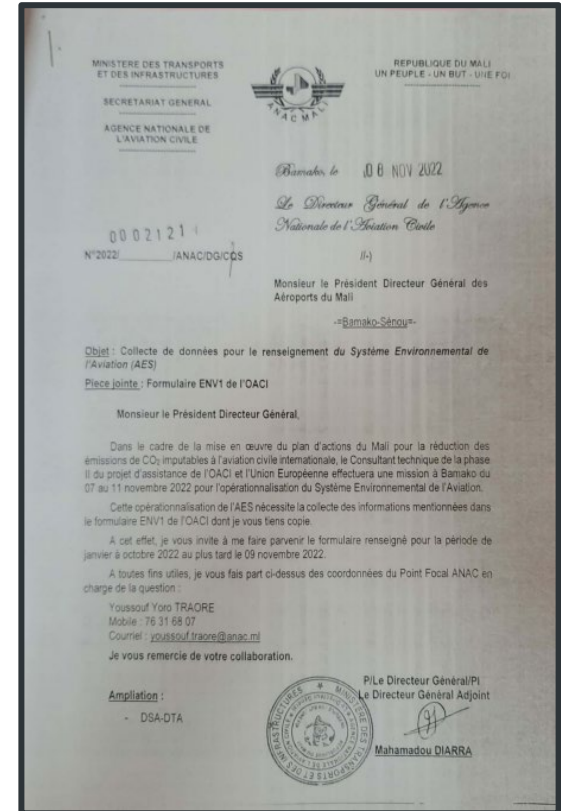 MINISTERE DES TRANSPORTS
ET DES INFRASTRUCTURES
SECRETARIAT GENERAL
AGENCE NATIONALE DE
L'AVIATION CIVILE
ANAC MALI
REPUBLIQUE DU MALI
UN PEUPLE - UN BUT - UNE FOI
Bamako, le 08 NOV 2022
Le Directeur Général de l'Agence
Nationale de l'Aviation Civile
0002121
N°2022/ /ANAC/DG/CQS
//-)
Monsieur le Président Directeur Général des
Aéroports du Mali
-=Bamako-Sénou=-
Objet : Collecte de données pour le renseignement du Système Environnemental de
l'Aviation (AES)
Piece jointe : Formulaire ENV1 de l'OACI
Monsieur le Président Directeur Général,
Dans le cadre de la mise en œuvre du plan d'actions du Mali pour la réduction des
émissions de CO₂ imputables à l'aviation civile internationale, le Consultant technique de la phase
II du projet d'assistance de l'OACI et l'Union Européenne effectuera une mission à Bamako du
07 au 11 novembre 2022 pour l'opérationnalisation du Système Environnemental de l'Aviation.
Cette opérationnalisation de l'AES nécessite la collecte des informations mentionnées dans
le formulaire ENV1 de l'OACI dont je vous tiens copie.
A cet effet, je vous invite à me faire parvenir le formulaire renseigné pour la période de
janvier à octobre 2022 au plus tard le 09 novembre 2022.
A toutes fins utiles, je vous fais part ci-dessus des coordonnées du Point Focal ANAC en
charge de la question :
Youssouf Yoro TRAORE
Mobile : 76 31 68 07
Courriel : youssouf.traore@anac.ml
Je vous remercie de votre collaboration.
Ampliation :
- DSA-DTA
P/Le Directeur Général/PI
Le Directeur Général Adjoint
Mahamadou DIARRA